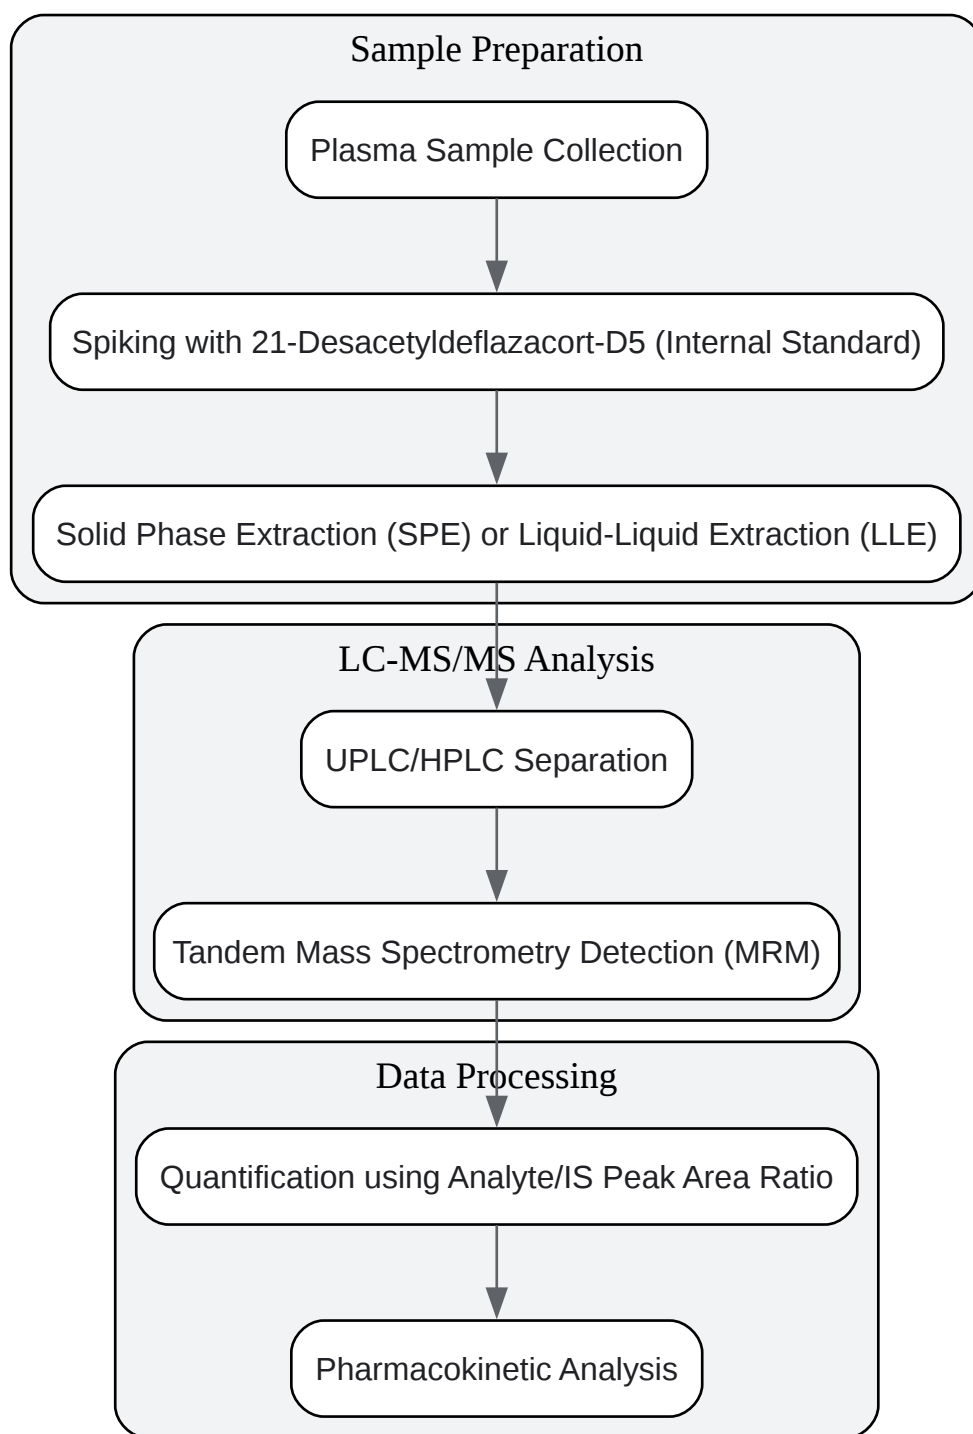 Sample Preparation
Plasma Sample Collection
Spiking with 21-Desacetyldeflazacort-D5 (Internal Standard)
Solid Phase Extraction (SPE) or Liquid-Liquid Extraction (LLE)
LC-MS/MS Analysis
UPLC/HPLC Separation
Tandem Mass Spectrometry Detection (MRM)
Data Processing
Quantification using Analyte/IS Peak Area Ratio
Pharmacokinetic Analysis